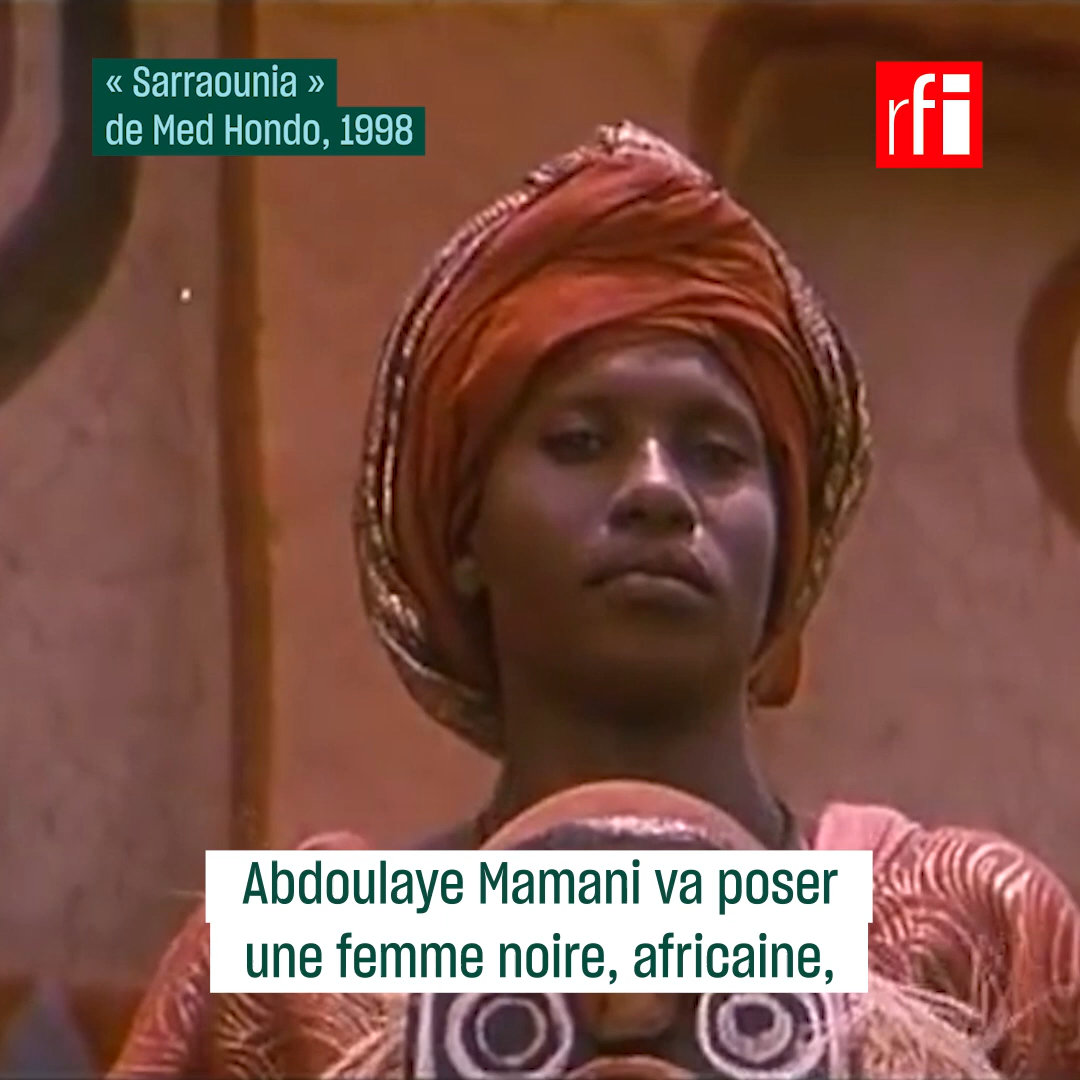 « Sarraounia »
de Med Hondo, 1998
rfi
Abdoulaye Mamani va poser
une femme noire, africaine,